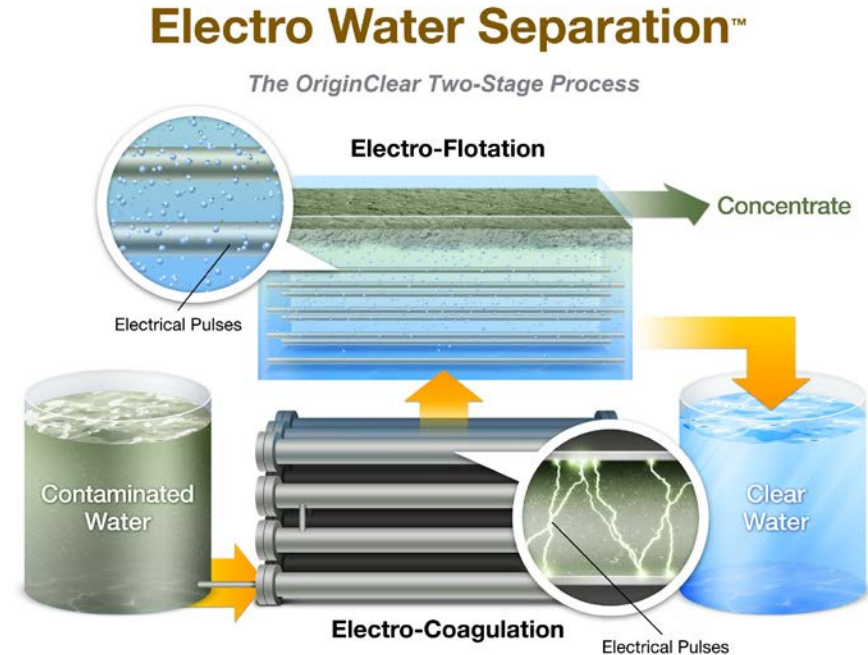 Electro Water Separation™
The OriginClear Two-Stage Process
Electro-Flotation
Concentrate
Electrical Pulses
Contaminated
Water
Clear
Water
Electro-Coagulation
Electrical Pulses